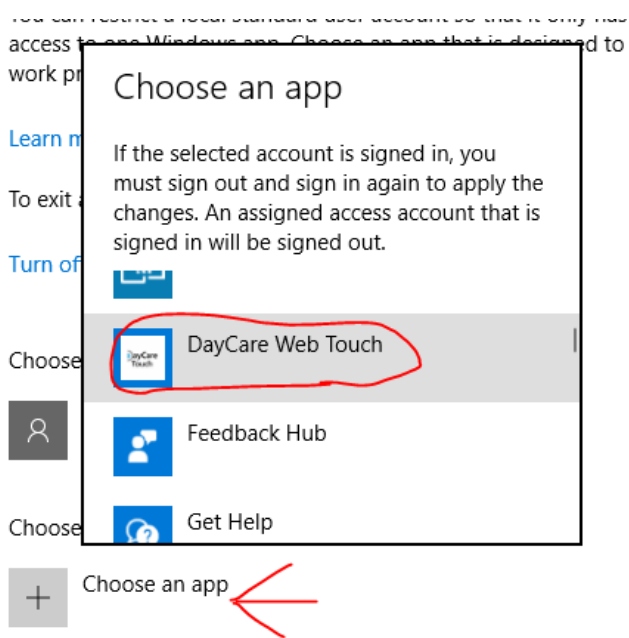 You can restrict a local standard user account so that it only has
access to one Windows app. Choose an app that is designed to
work pr
Choose an app
If the selected account is signed in, you
must sign out and sign in again to apply the
changes. An assigned access account that is
signed in will be signed out.
Learn m
To exit a
Turn of
DayCare Web Touch
DayCare
Touch
Choose
Feedback Hub
Get Help
Choose
Choose an app